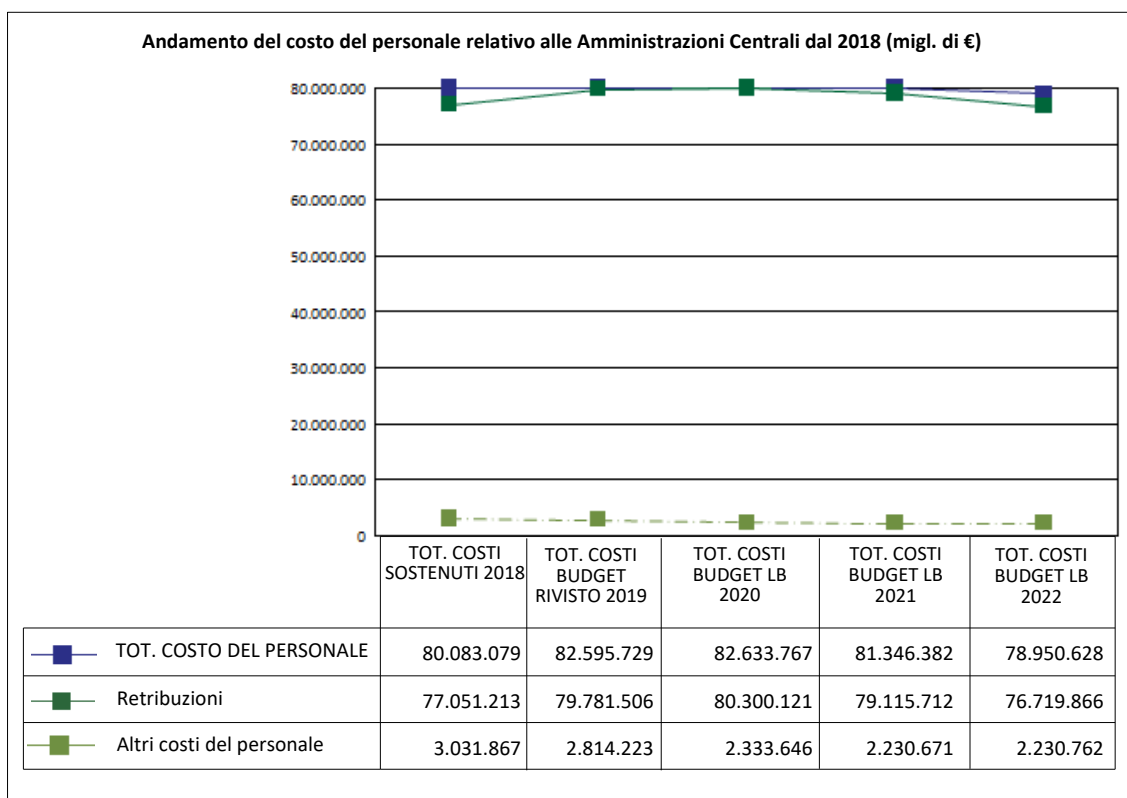 Andamento del costo del personale relativo alle Amministrazioni Centrali dal 2018 (migl. di €)
80.000.000
70.000.000
60.000.000
50.000.000
40.000.000
30.000.000
20.000.000
10.000.000
0
TOT. COSTI
SOSTENUTI 2018
TOT. COSTI
BUDGET
RIVISTO 2019
TOT. COSTI
BUDGET LB
2020
TOT. COSTI
BUDGET LB
2021
TOT. COSTI
BUDGET LB
2022
TOT. COSTO DEL PERSONALE 80.083.079 82.595.729 82.633.767 81.346.382 78.950.628
Retribuzioni 77.051.213 79.781.506 80.300.121 79.115.712 76.719.866
Altri costi del personale 3.031.867 2.814.223 2.333.646 2.230.671 2.230.762